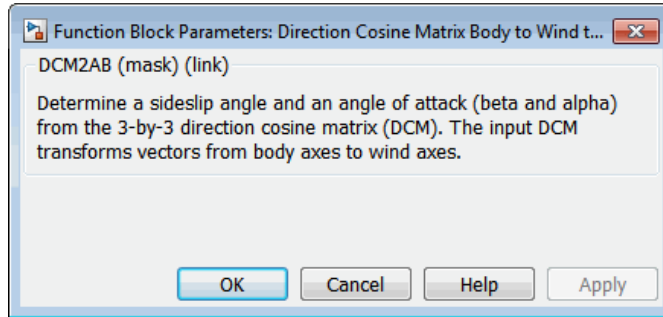 Function Block Parameters: Direction Cosine Matrix Body to Wind t...
DCM2AB (mask) (link)
Determine a sideslip angle and an angle of attack (beta and alpha)
from the 3-by-3 direction cosine matrix (DCM). The input DCM
transforms vectors from body axes to wind axes.
OK Cancel Help Apply